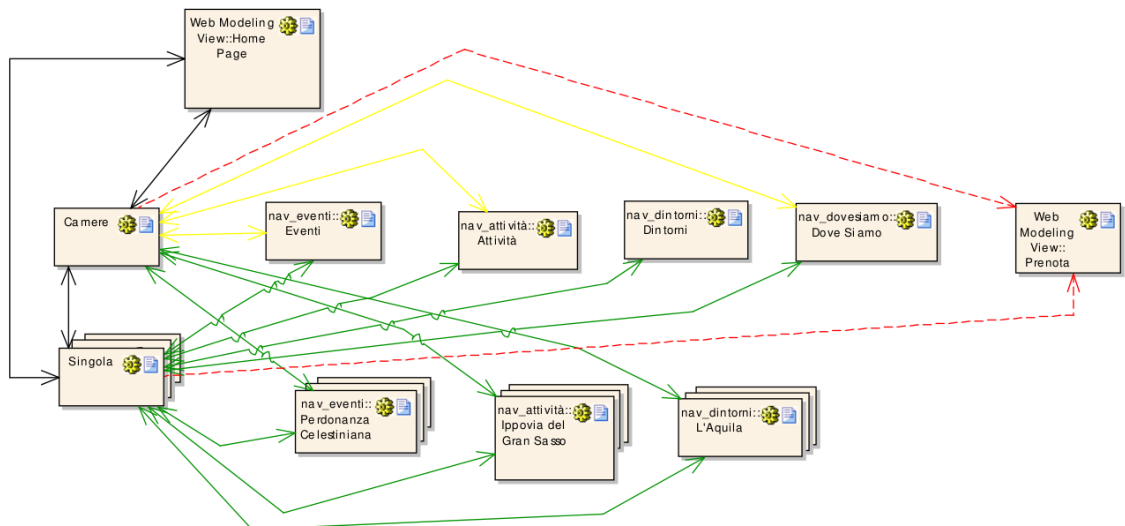 Web Modeling
View::Home
Page
Camere
nav_eventi::
Eventi
nav_attività::
Attività
nav_dintorni::
Dintorni
nav_dovesiamo::
Dove Siamo
Web
Modeling
View::
Prenota
Singola
nav_eventi::
Perdonanza
Celestiniana
nav_attività::
Ippovia del
Gran Sasso
nav_dintorni::
L'Aquila